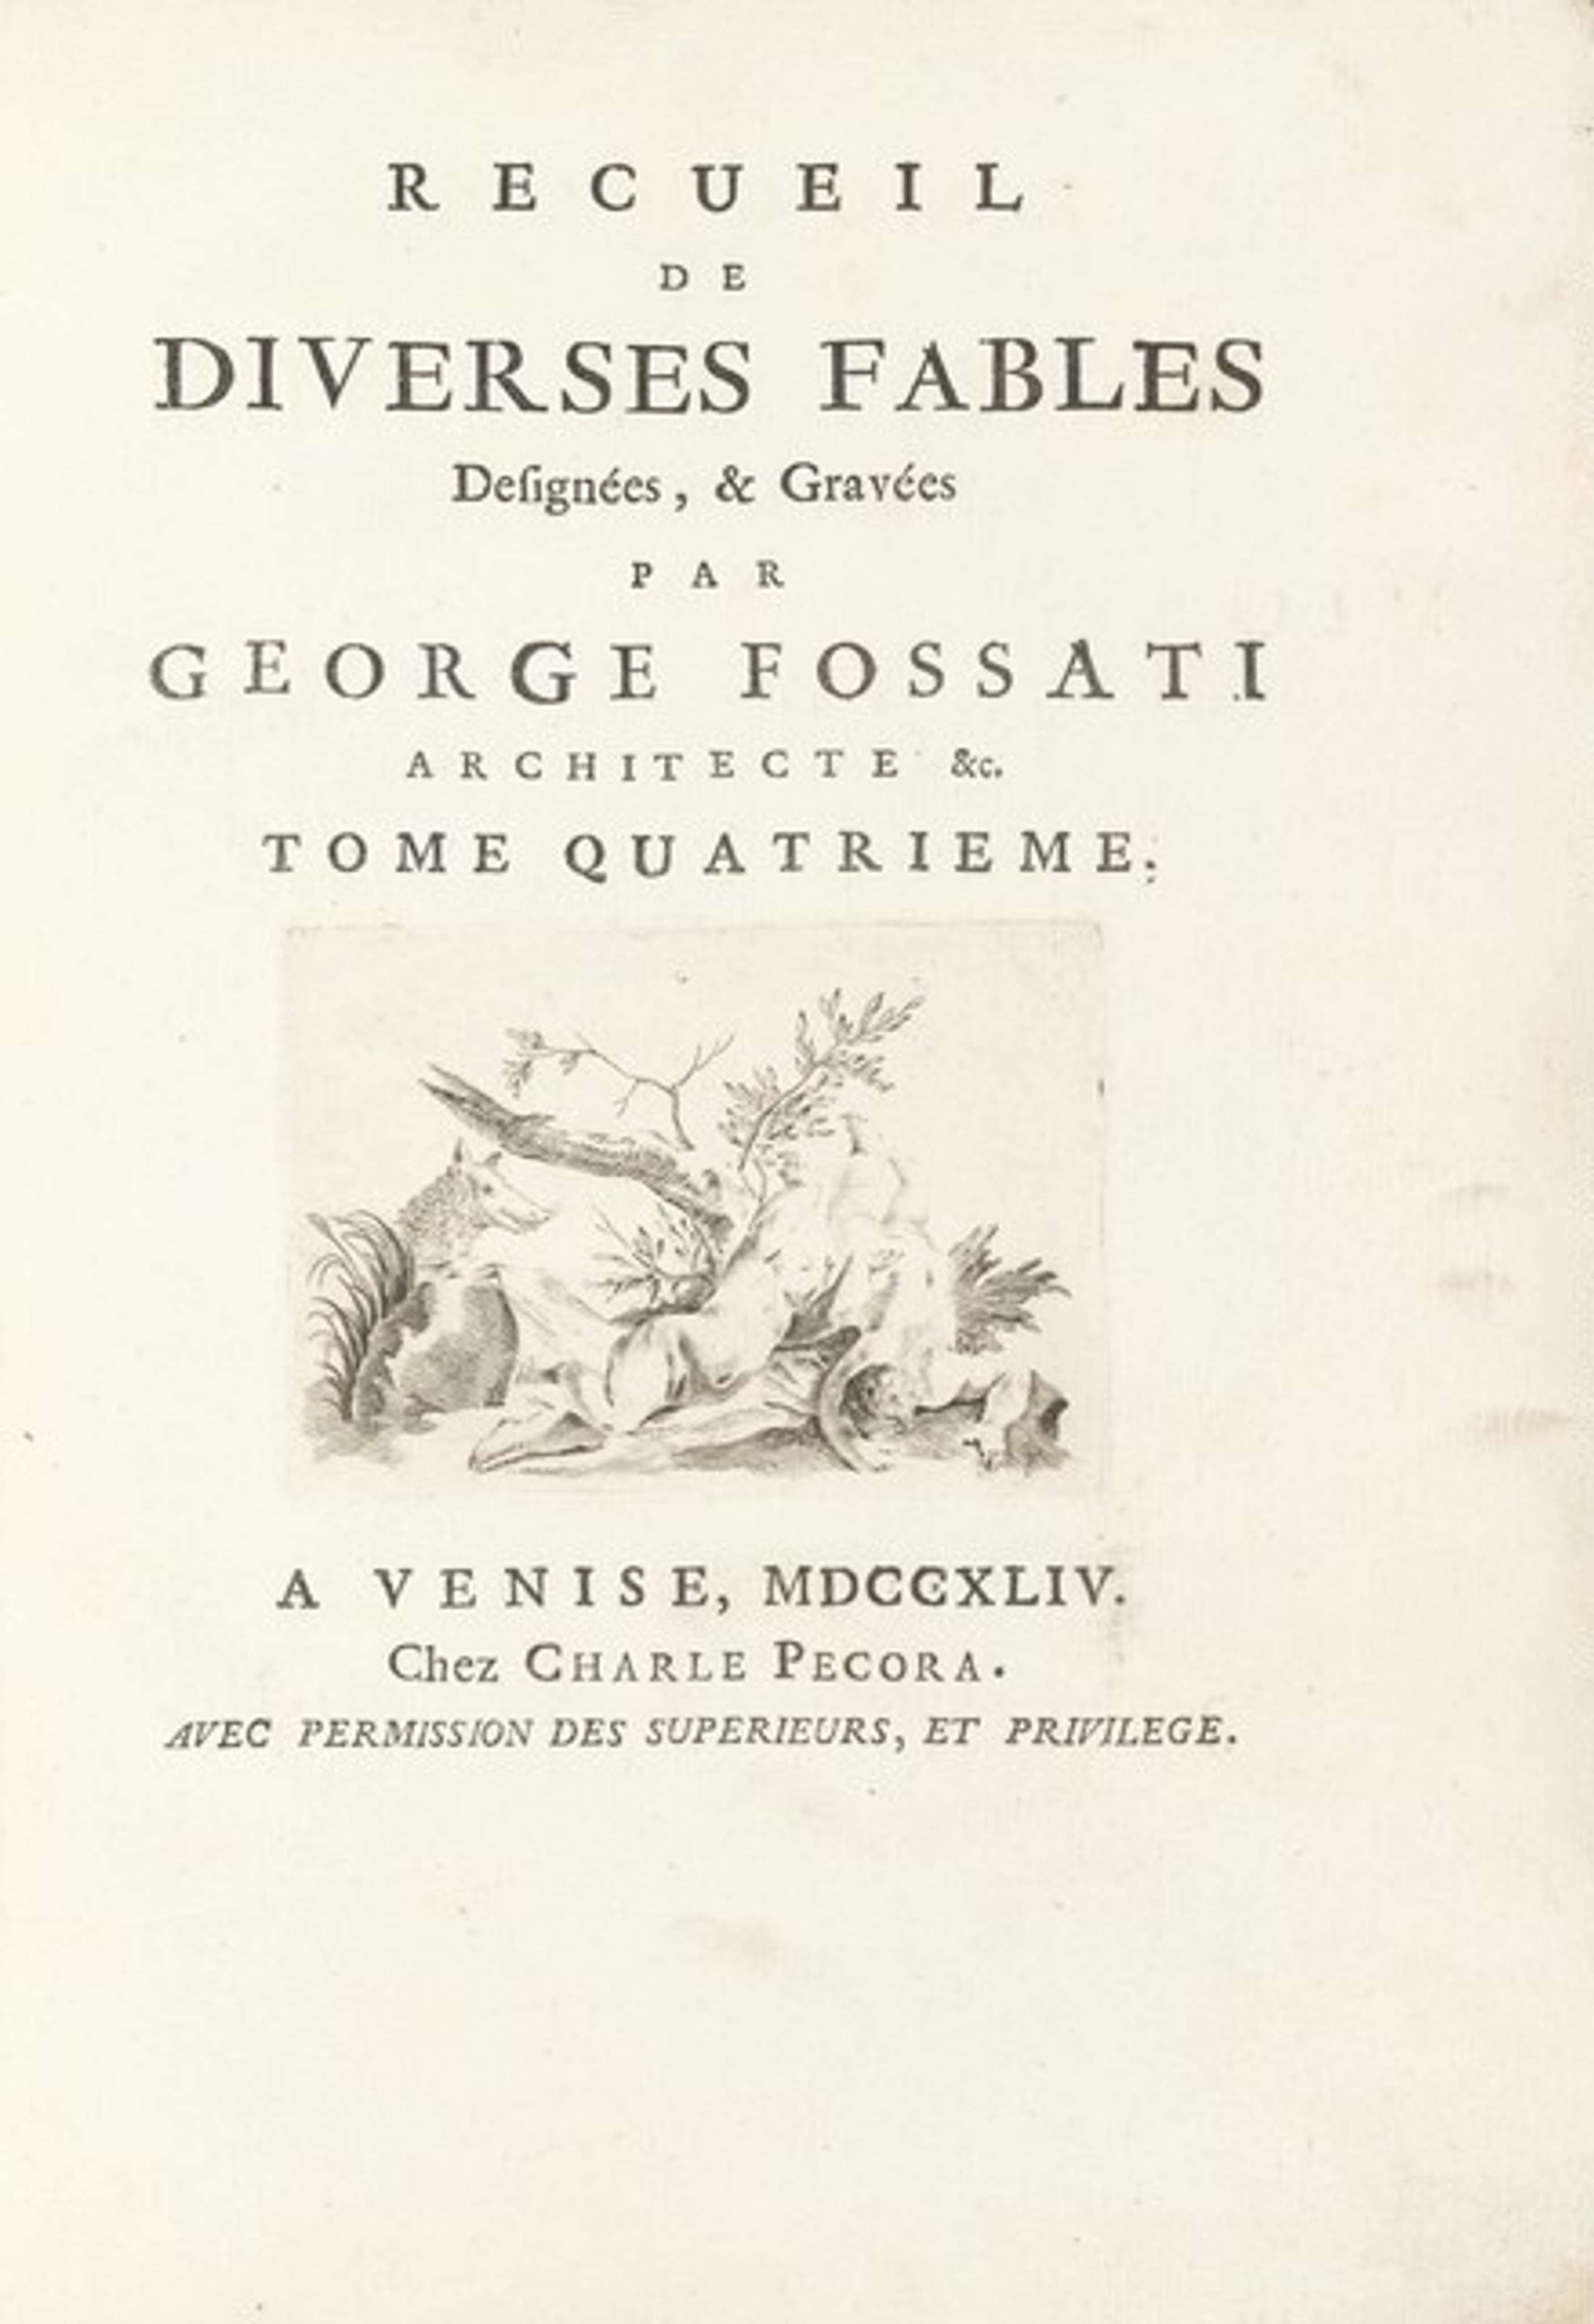 RECUEIL
DE
DIVERSES FABLES
Deſignées, & Gravées
PAR
GEORGE FOSSATI
ARCHITECTE &c.
TOME QUATRIEME.
A VENISE, MDCCXLIV.
Chez CHARLE PECORA.
AVEC PERMISSION DES SUPERIEURS, ET PRIVILEGE.